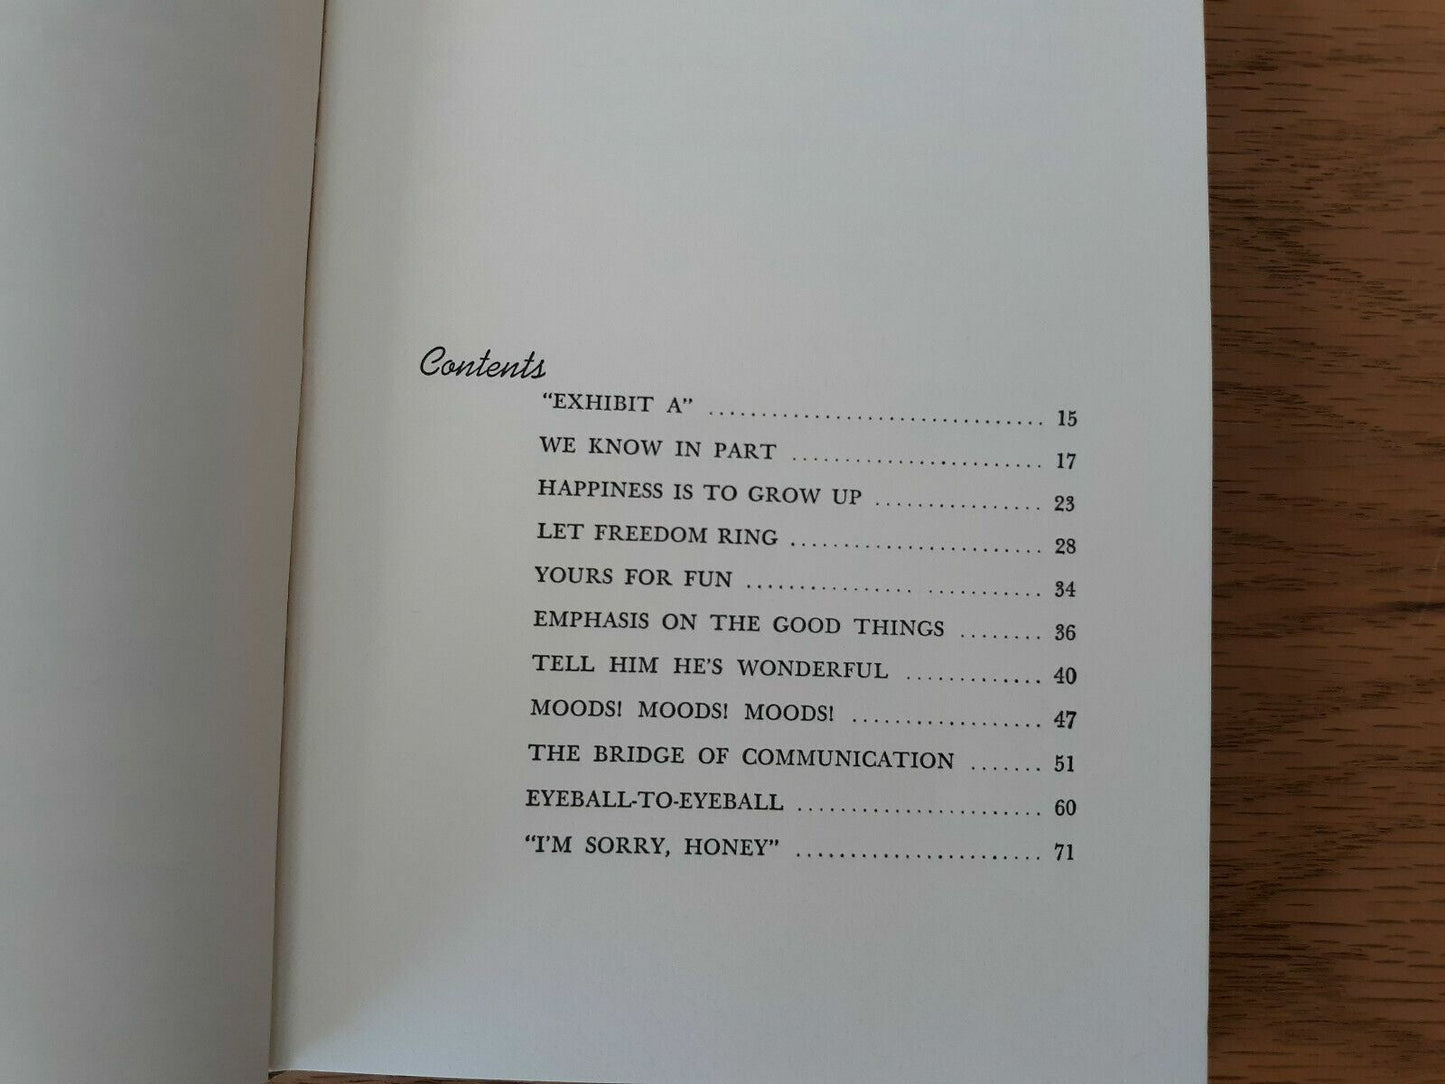 Contents
"EXHIBIT A" ................................ 15
WE KNOW IN PART ........................ 17
HAPPINESS IS TO GROW UP ................ 23
LET FREEDOM RING ........................ 28
YOURS FOR FUN ........................... 34
EMPHASIS ON THE GOOD THINGS ........ 36
TELL HIM HE'S WONDERFUL ............. 40
MOODS! MOODS! MOODS! .................. 47
THE BRIDGE OF COMMUNICATION ....... 51
EYEBALL-TO-EYEBALL ....................... 60
"I'M SORRY, HONEY" ....................... 71